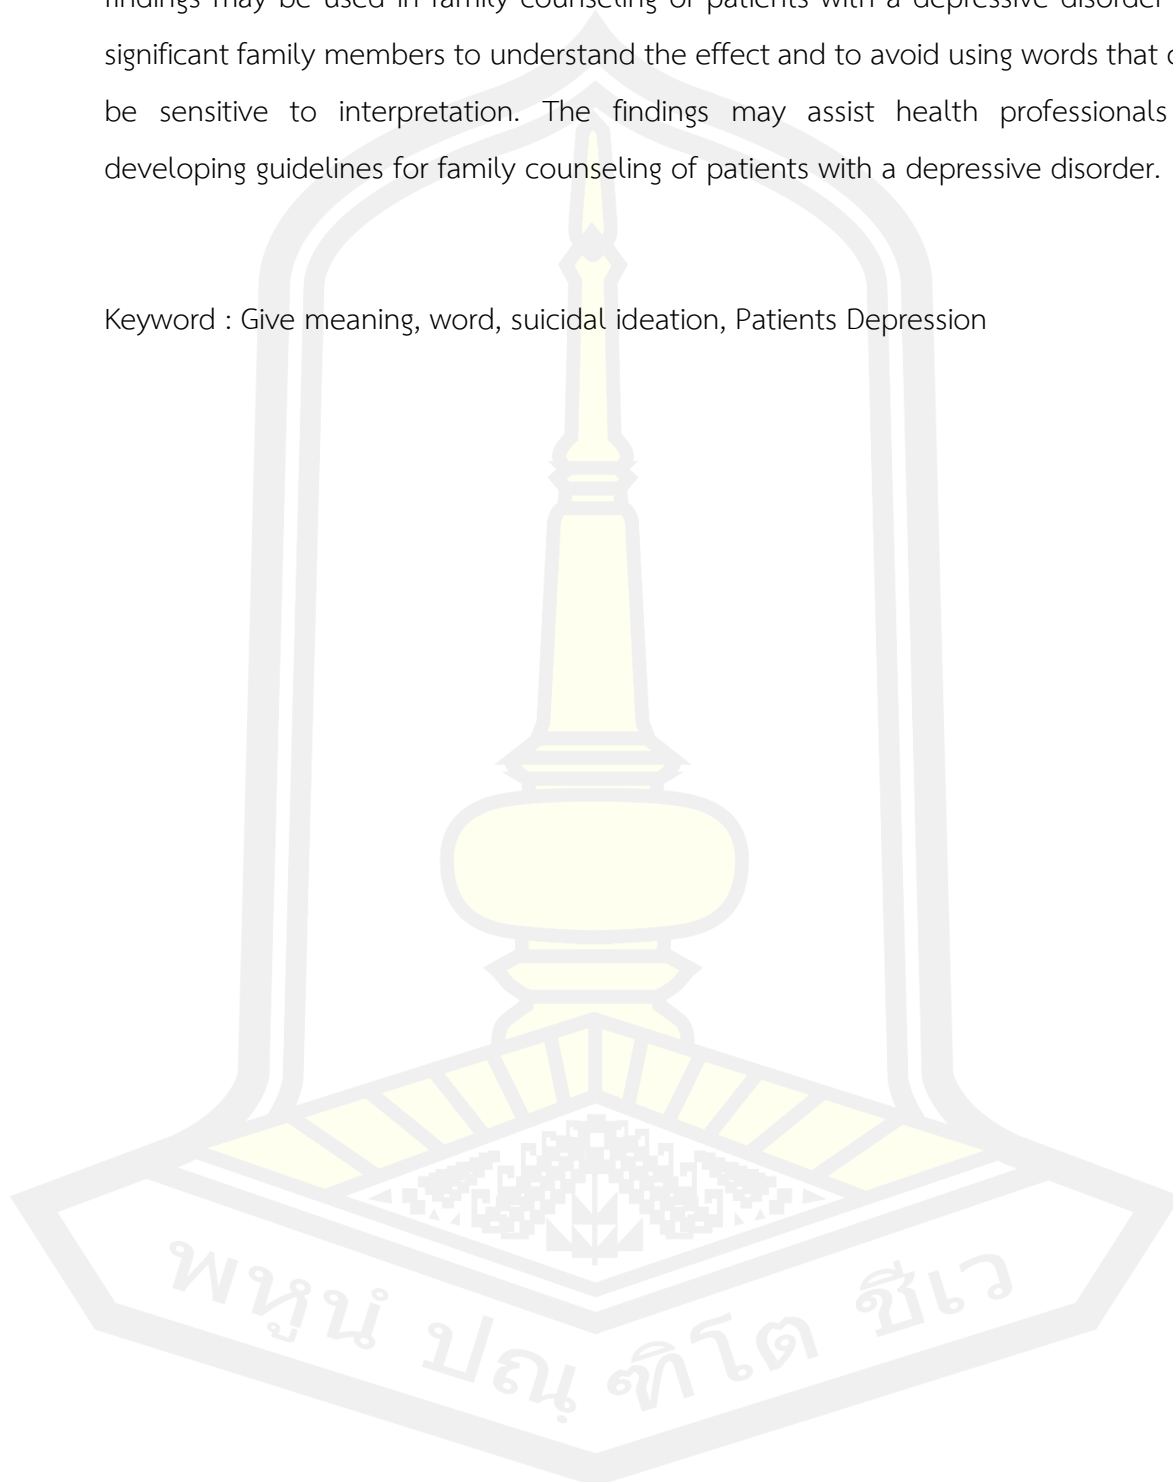 findings may be used in family counseling of patients with a depressive disorder
significant family members to understand the effect and to avoid using words that
be sensitive to interpretation. The findings may assist health professionals
developing guidelines for family counseling of patients with a depressive disorder.
Keyword : Give meaning, word, suicidal ideation, Patients Depression
พหูนํ ปณฺฑิโต ชีเว